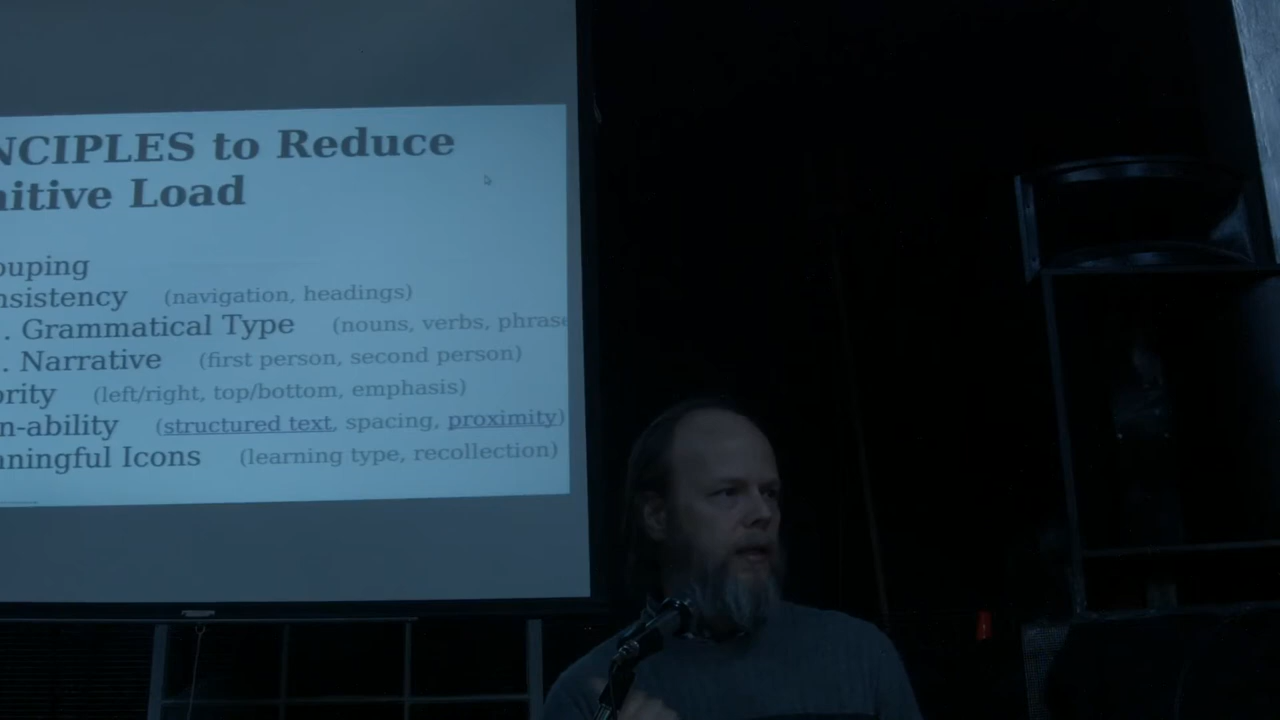 NCIPLES to Reduce
nitive Load
ouping
nsistency (navigation, headings)
. Grammatical Type (nouns, verbs, phrase
. Narrative (first person, second person)
ority (left/right, top/bottom, emphasis)
n-ability (structured text, spacing, proximity)
ningful Icons (learning type, recollection)